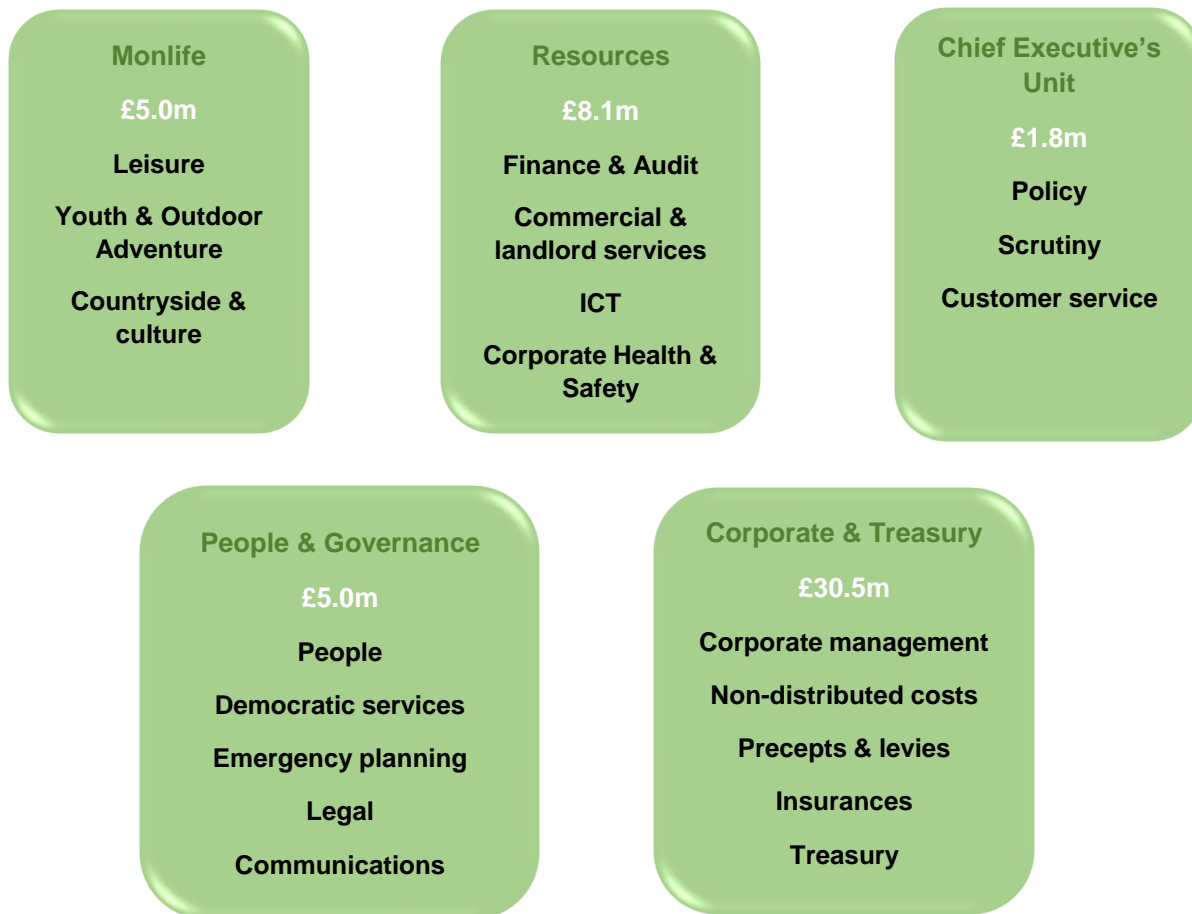 Monlife
£5.0m
Leisure
Youth & Outdoor
Adventure
Countryside &
culture
Resources
£8.1m
Finance & Audit
Commercial &
landlord services
ICT
Corporate Health &
Safety
Chief Executive’s
Unit
£1.8m
Policy
Scrutiny
Customer service
People & Governance
£5.0m
People
Democratic services
Emergency planning
Legal
Communications
Corporate & Treasury
£30.5m
Corporate management
Non-distributed costs
Precepts & levies
Insurances
Treasury